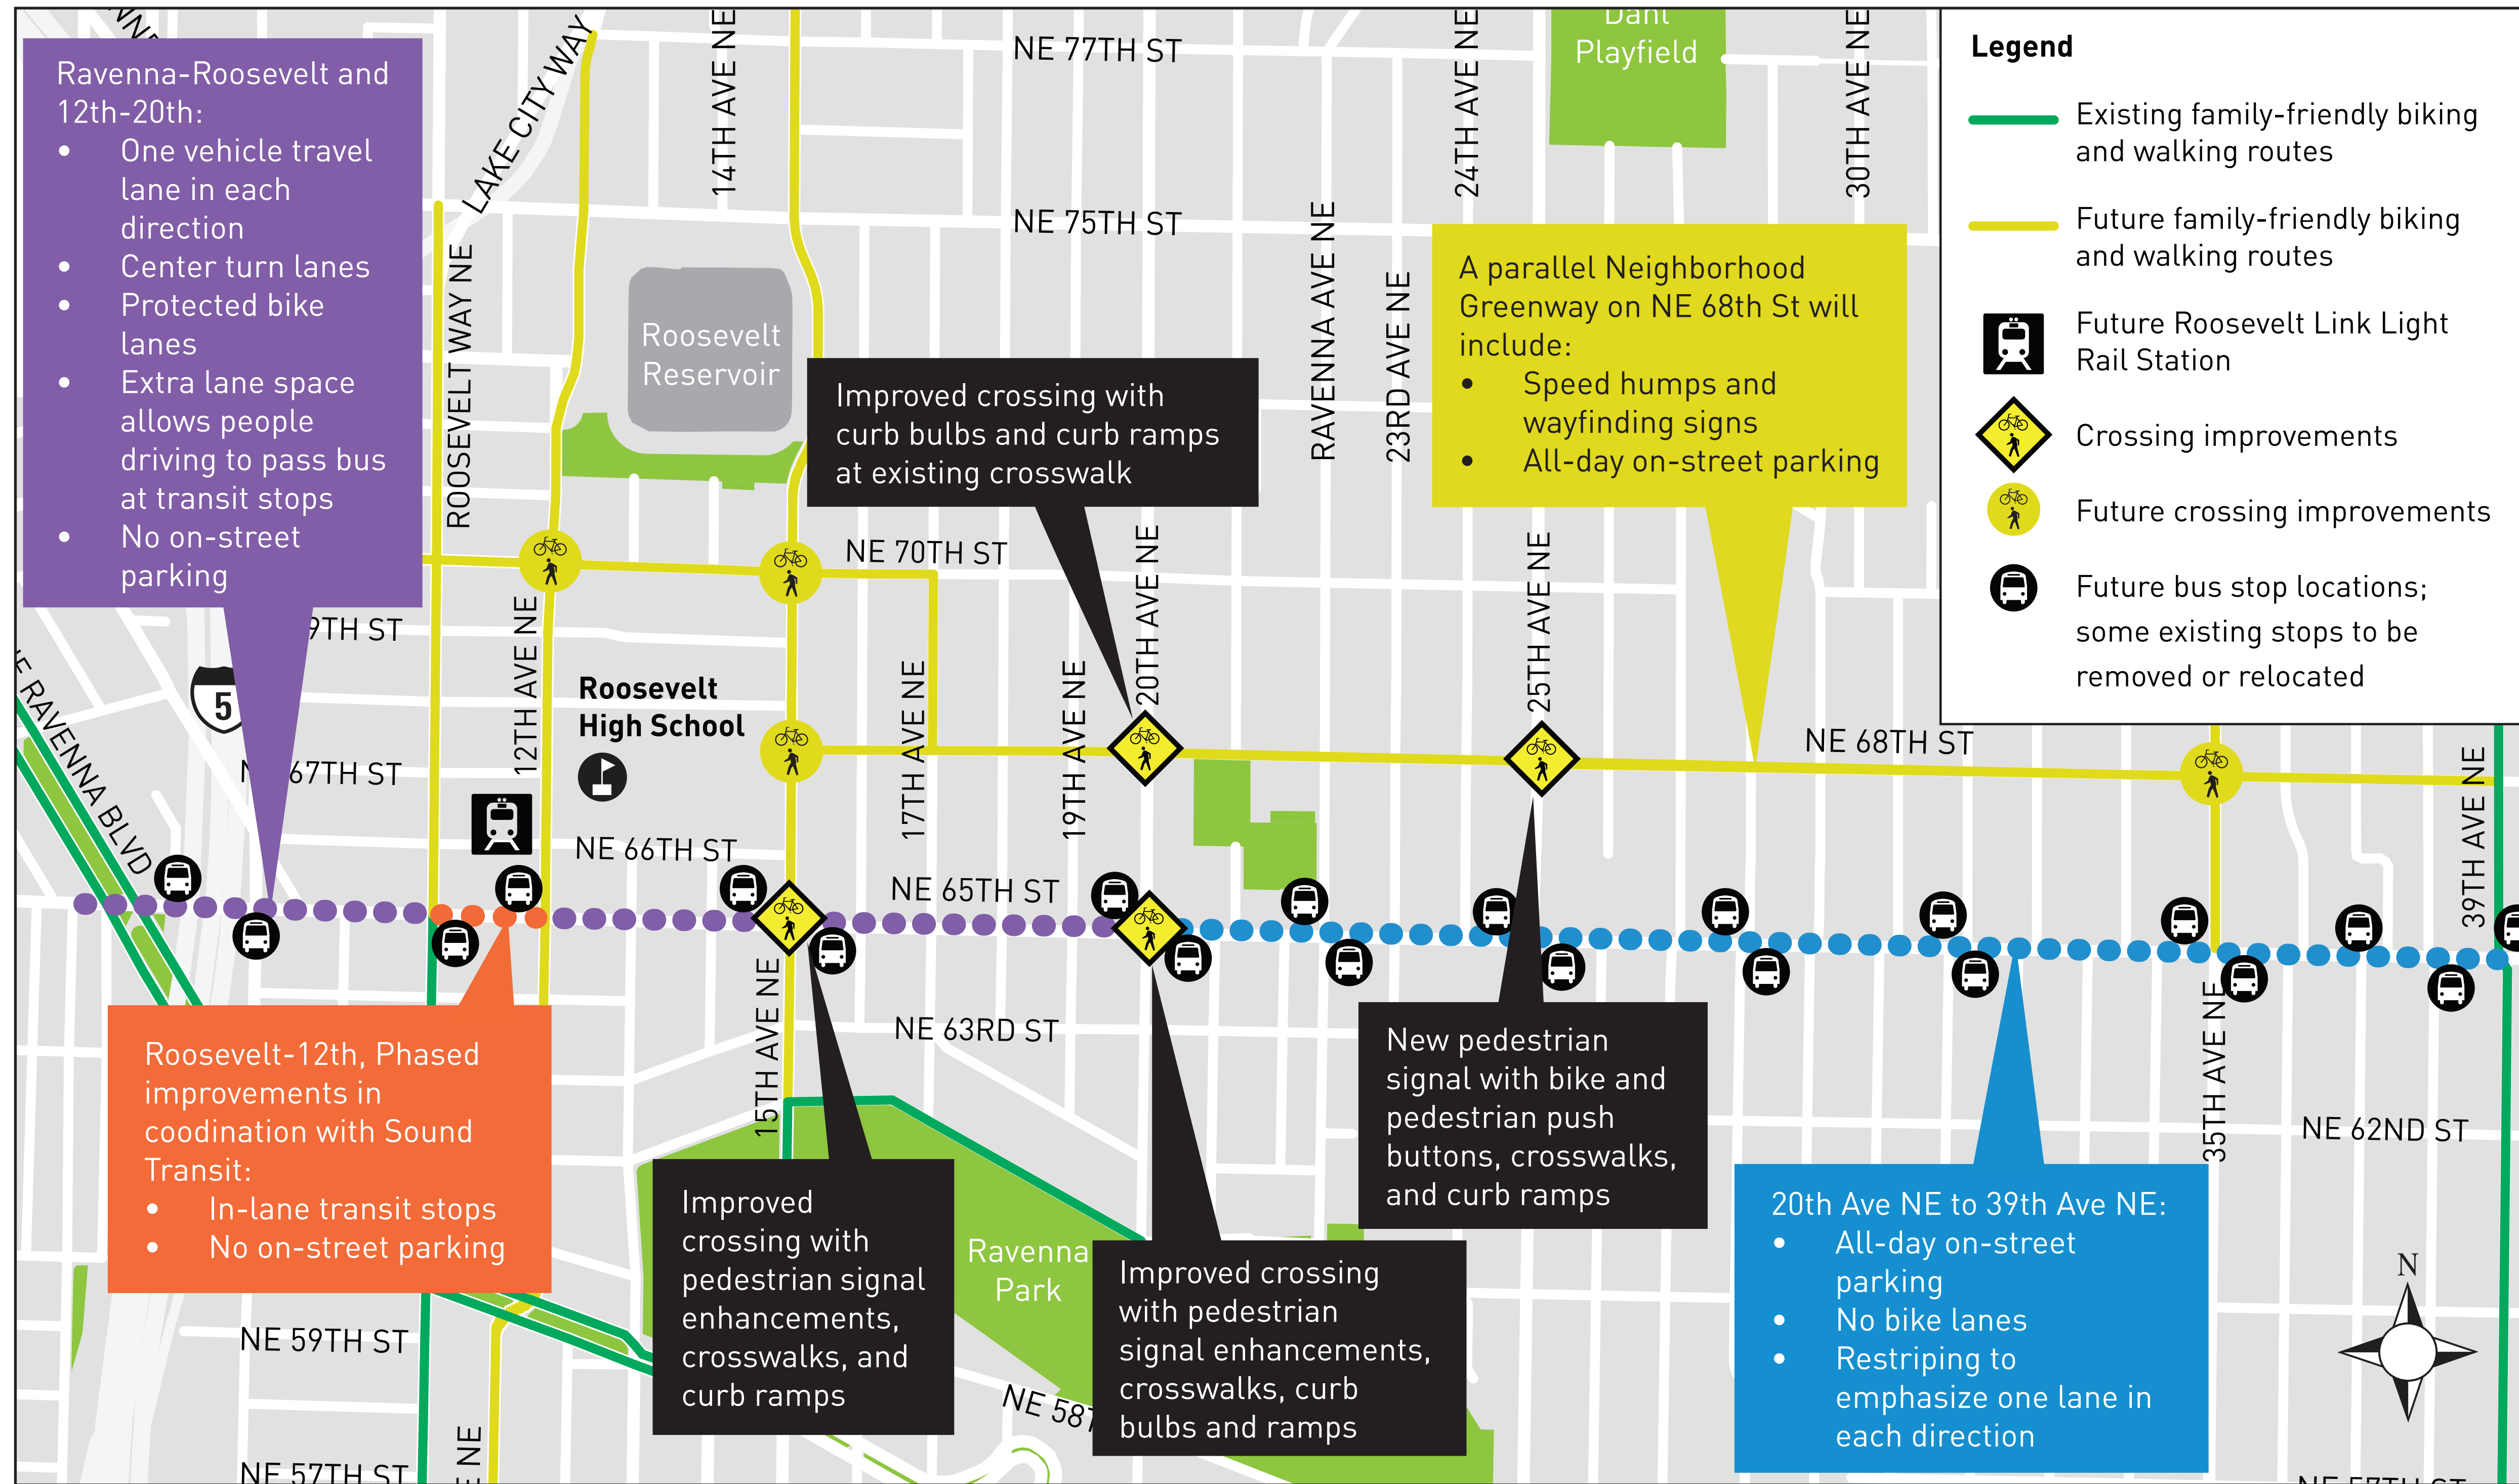 Ravenna-Roosevelt and
12th-20th:
• One vehicle travel
lane in each
direction
• Center turn lanes
• Protected bike
lanes
• Extra lane space
allows people
driving to pass bus
at transit stops
• No on-street
parking
LAKE CITY WAY
14TH AVE NE
NE 77TH ST
24TH AVE NE
Dahl
Playfield
30TH AVE NE
NE 75TH ST
ROOSEVELT WAY NE
Roosevelt
Reservoir
RAVENNA AVE NE
23RD AVE NE
Improved crossing with
curb bulbs and curb ramps
at existing crosswalk
A parallel Neighborhood
Greenway on NE 68th St will
include:
• Speed humps and
wayfinding signs
• All-day on-street parking
Legend
Existing family-friendly biking
and walking routes
Future family-friendly biking
and walking routes
Future Roosevelt Link Light
Rail Station
Crossing improvements
Future crossing improvements
Future bus stop locations;
some existing stops to be
removed or relocated
NE 70TH ST
20TH AVE NE
25TH AVE NE
9TH ST
12TH AVE NE
Roosevelt
High School
17TH AVE NE
19TH AVE NE
5
RAVENNA BLVD
67TH ST
NE 68TH ST
39TH AVE NE
NE 66TH ST
NE 65TH ST
15TH AVE NE
NE 63RD ST
35TH AVE NE
NE 62ND ST
Roosevelt-12th, Phased
improvements in
coodination with Sound
Transit:
• In-lane transit stops
• No on-street parking
Improved
crossing with
pedestrian signal
enhancements,
crosswalks, and
curb ramps
Ravenna
Park
Improved crossing
with pedestrian
signal enhancements,
crosswalks, curb
bulbs and ramps
New pedestrian
signal with bike and
pedestrian push
buttons, crosswalks,
and curb ramps
20th Ave NE to 39th Ave NE:
• All-day on-street
parking
• No bike lanes
• Restriping to
emphasize one lane in
each direction
N
NE 59TH ST
NE 58T
NE
NE 57TH ST
NE 57TH ST